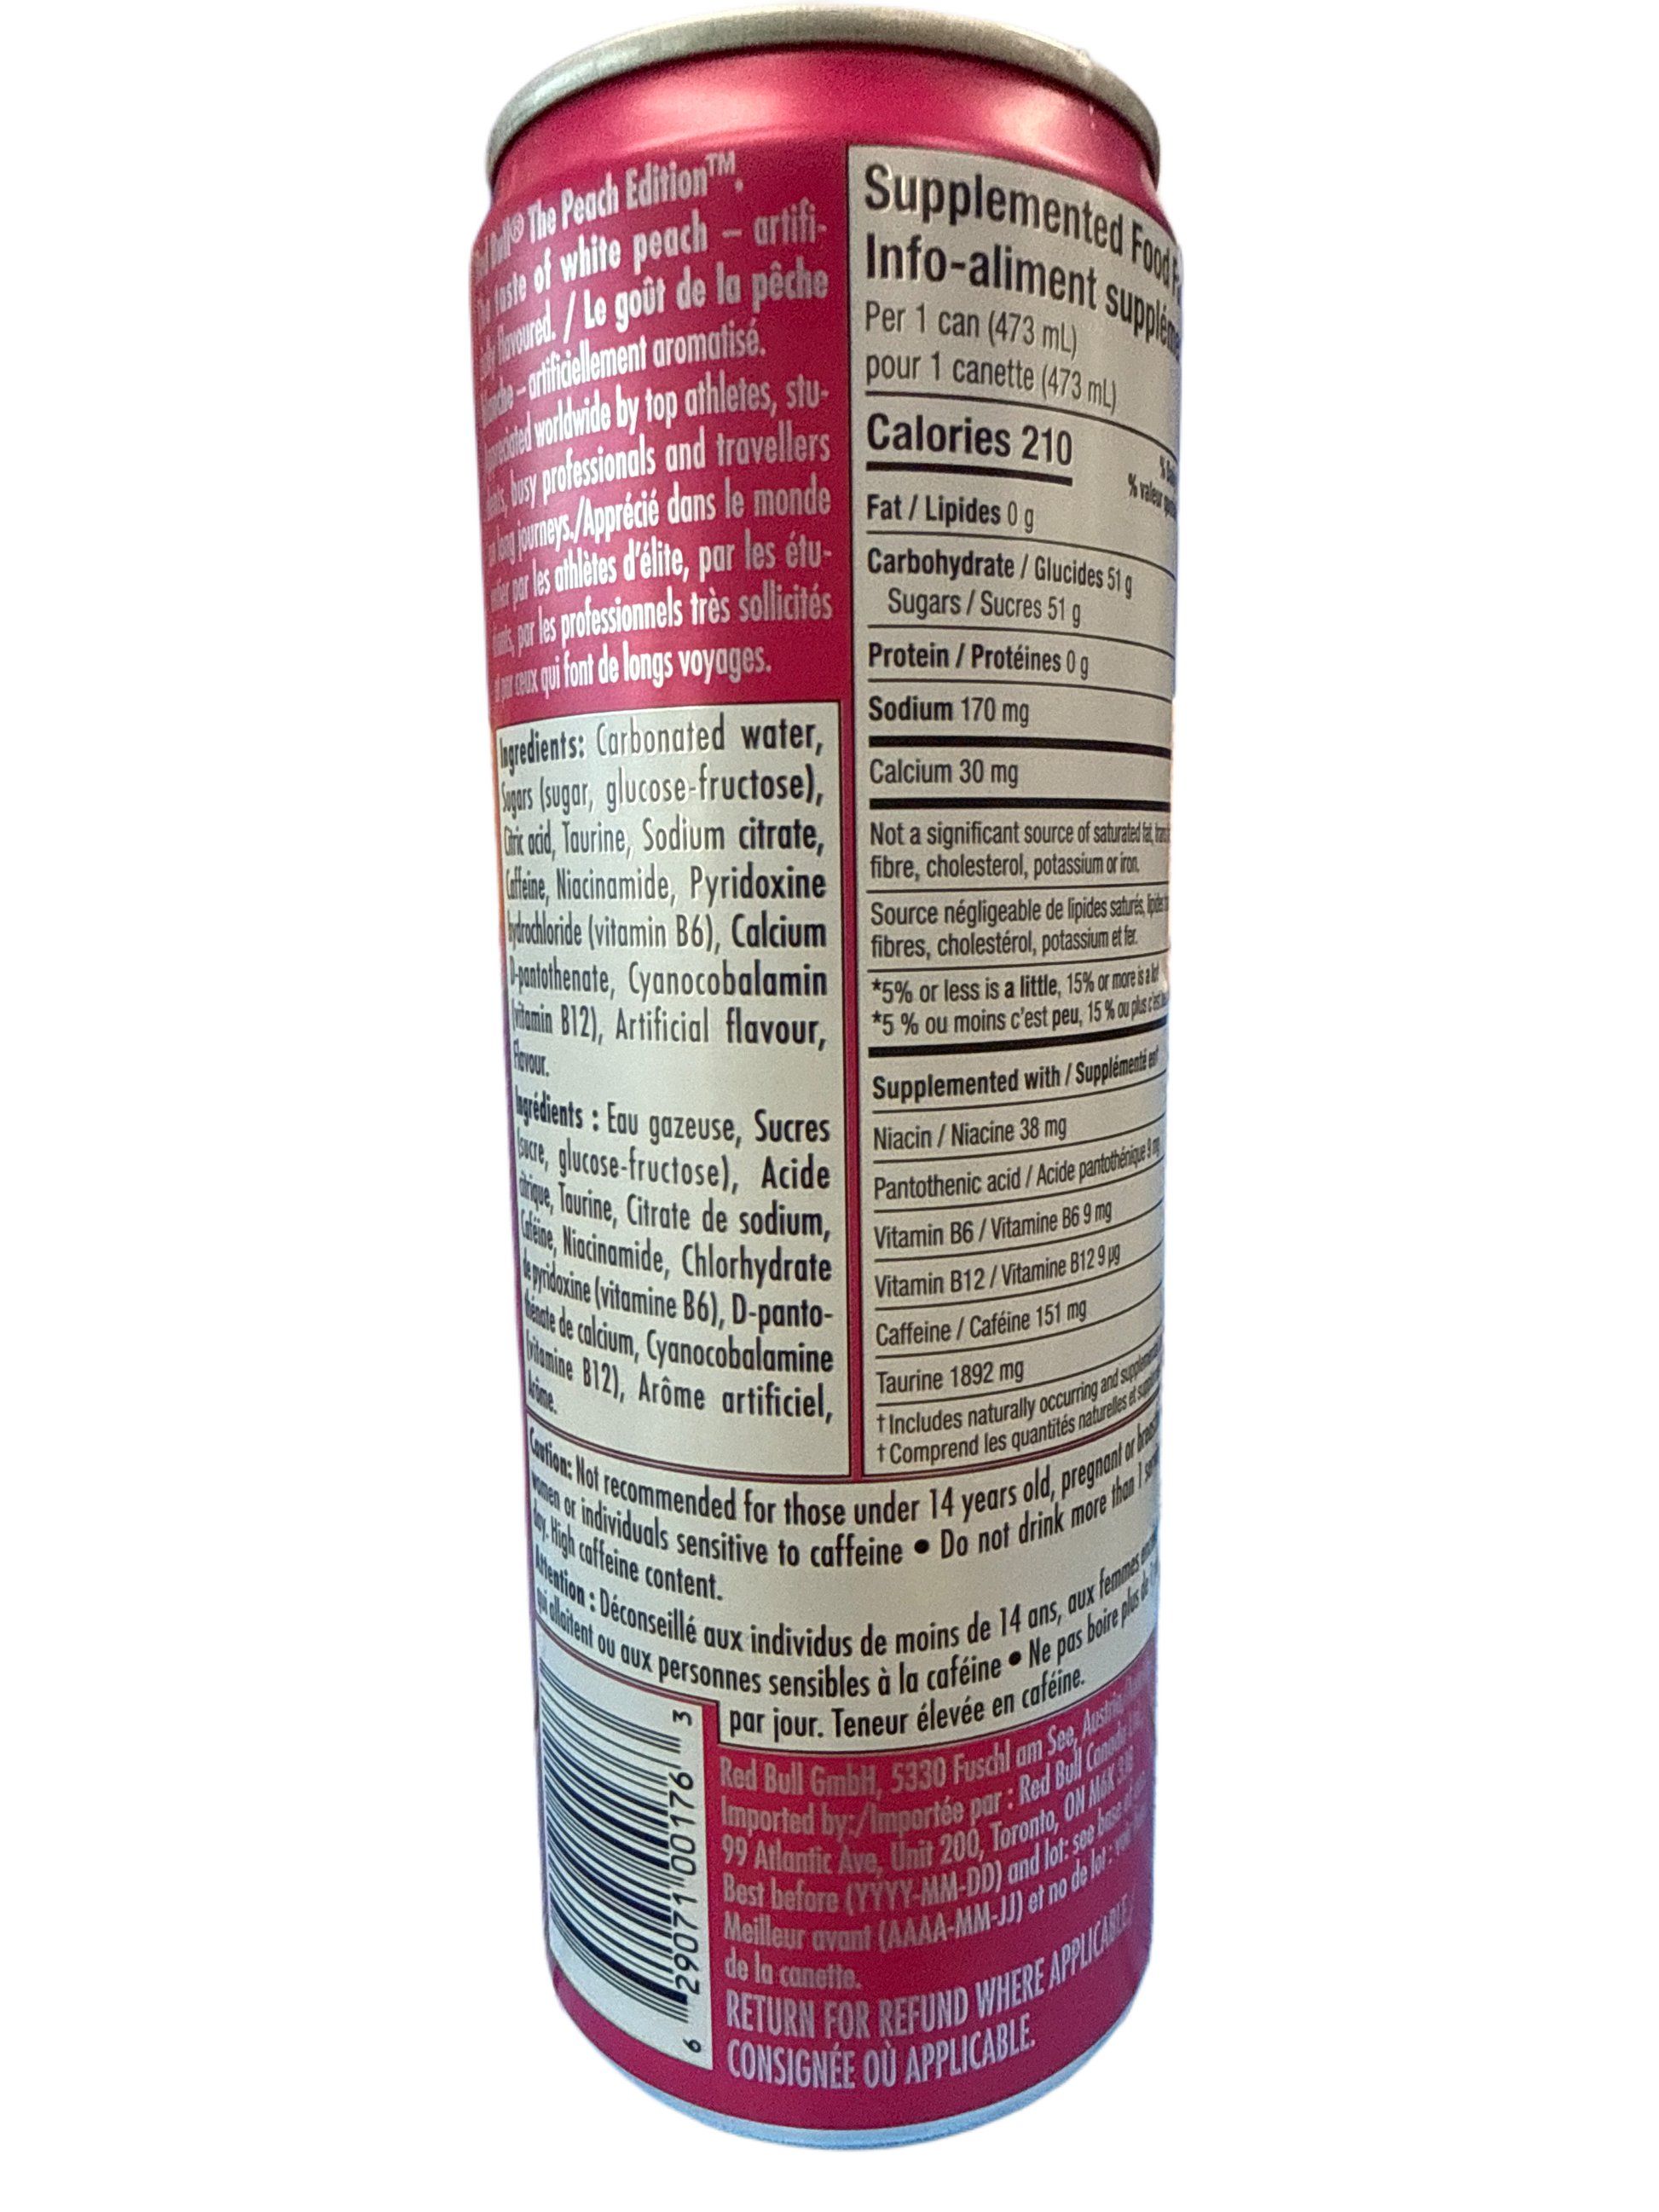 Bull® The Peach Edition™.
taste of white peach – artifi-
flavoured. / Le goût de la pêche
– artificiellement aromatisé.
worldwide by top athletes, stu-
busy professionals and travellers
long journeys./Apprécié dans le monde
par les athlètes d'élite, par les étu-
par les professionnels très sollicités
ceux qui font de longs voyages.
Ingredients: Carbonated water,
Sugars (sugar, glucose-fructose),
Citric acid, Taurine, Sodium citrate,
Caffeine, Niacinamide, Pyridoxine
hydrochloride (vitamin B6), Calcium
D-pantothenate, Cyanocobalamin
(vitamin B12), Artificial flavour,
Flavour.
Ingrédients : Eau gazeuse, Sucres
(sucre, glucose-fructose), Acide
citrique, Taurine, Citrate de sodium,
Caféine, Niacinamide, Chlorhydrate
de pyridoxine (vitamine B6), D-panto-
thénate de calcium, Cyanocobalamine
(vitamine B12), Arôme artificiel,
Arôme.
Supplemented Food
Info-aliment
Per 1 can (473 mL)
pour 1 canette (473 mL)
Calories 210
% valeur
Fat / Lipides 0 g
Carbohydrate / Glucides 51 g
Sugars / Sucres 51 g
Protein / Protéines 0 g
Sodium 170 mg
Calcium 30 mg
Not a significant source of saturated fat,
fibre, cholesterol, potassium or iron.
Source négligeable de lipides saturés,
fibres, cholestérol, potassium et fer.
*5% or less is a little, 15% or more is a lot
*5 % ou moins c'est peu, 15 % ou plus c'est
Supplemented with / Supplémenté en
Niacin / Niacine 38 mg
Pantothenic acid / Acide pantothénique 9 mg
Vitamin B6 / Vitamine B6 9 mg
Vitamin B12 / Vitamine B12 9 µg
Caffeine / Caféine 151 mg
Taurine 1892 mg
† Includes naturally occurring and
† Comprend les quantités naturelles et
Caution: Not recommended for those under 14 years old, pregnant or
women or individuals sensitive to caffeine • Do not drink more than 1
day. High caffeine content.
Attention : Déconseillé aux individus de moins de 14 ans, aux femmes
qui allaitent ou aux personnes sensibles à la caféine • Ne pas boire plus de
par jour. Teneur élevée en caféine.
6 29071 00176 3
Red Bull GmbH, 5330 Fuschl am See,
Imported by:/Importée par : Red Bull Canada
99 Atlantic Ave, Unit 200, Toronto, ON M6K
Best before (YYYY-MM-DD) and lot: see base
Meilleur avant (AAAA-MM-JJ) et no de lot :
de la canette.
RETURN FOR REFUND WHERE APPLICABLE/
CONSIGNÉE OÙ APPLICABLE.